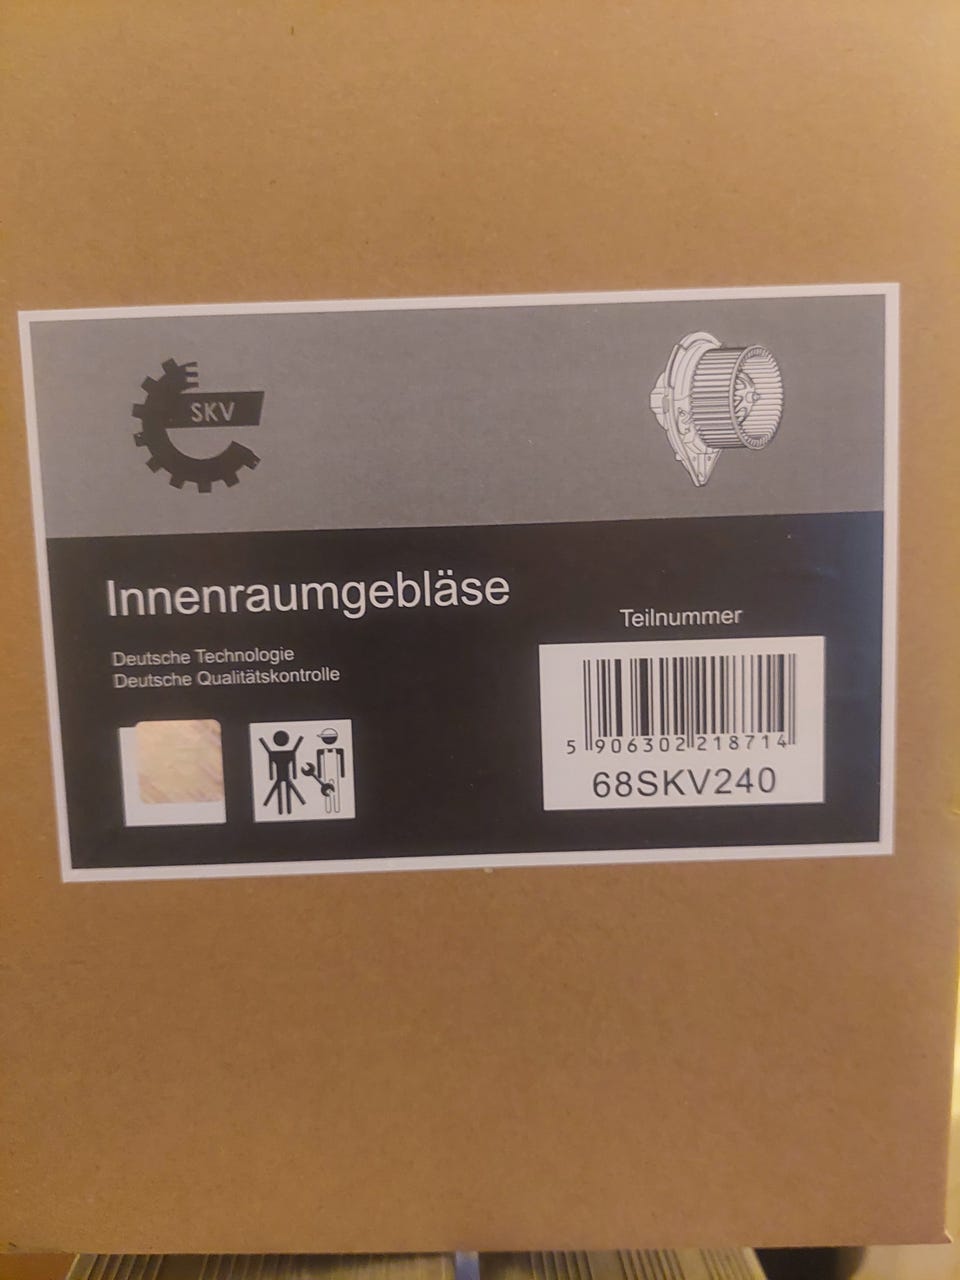 SKV
Innenraumgebläse
Deutsche Technologie
Deutsche Qualitätskontrolle
Teilnummer
5 906302 218714
68SKV240